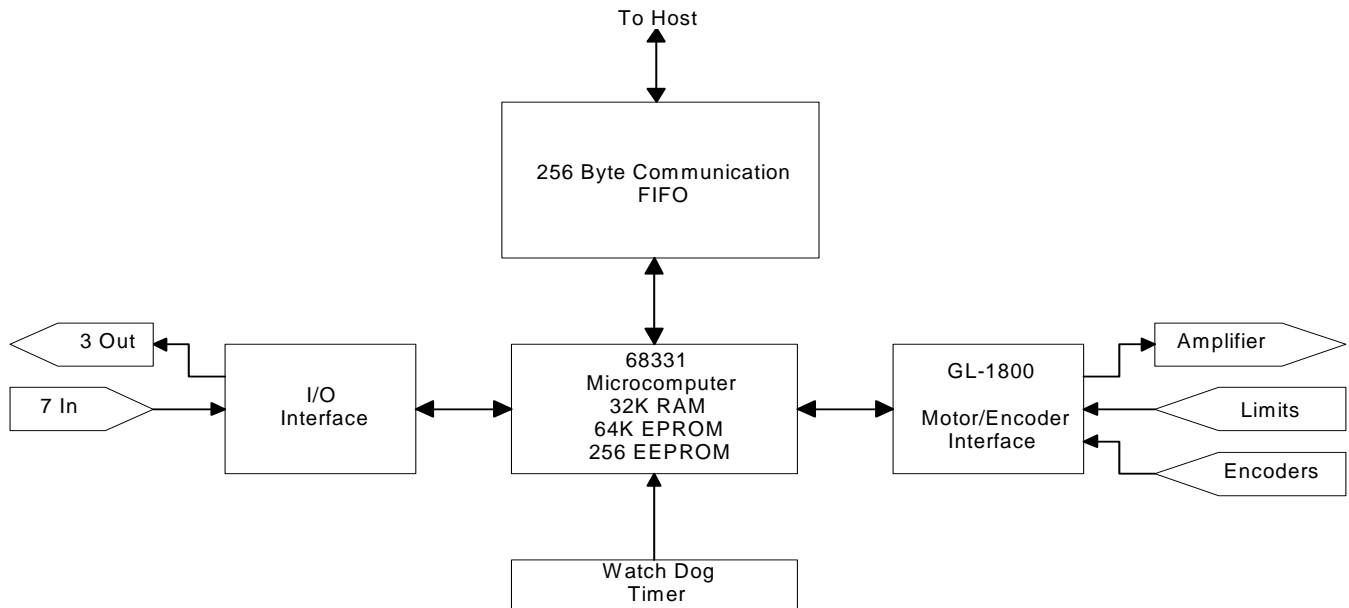 To Host
256 Byte Communication
FIFO
3 Out
7 In
I/O
Interface
68331
Microcomputer
32K RAM
64K EPROM
256 EEPROM
GL-1800
Motor/Encoder
Interface
Amplifier
Limits
Encoders
Watch Dog
Timer